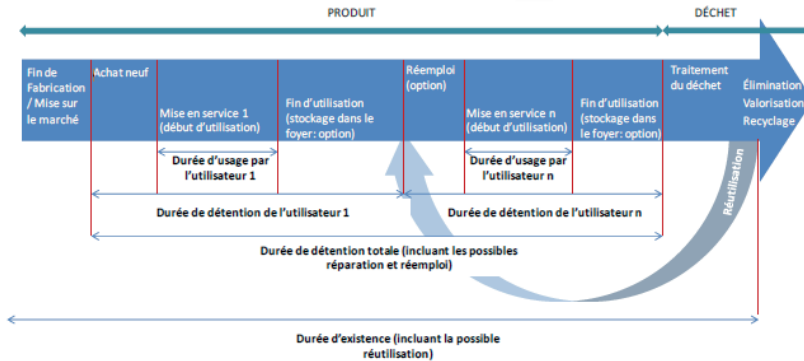 PRODUIT
DÉCHET
Fin de
Fabrication
/ Mise sur
le marché
Achat neuf
Mise en service 1
(début d'utilisation)
Fin d'utilisation
(stockage dans le
foyer: option)
Réemploi
(option)
Mise en service n
(début d'utilisation)
Fin d'utilisation
(stockage dans le
foyer: option)
Traitement
du déchet
Élimination
Valorisation
Recyclage
Durée d'usage par
l'utilisateur 1
Durée d'usage par
l'utilisateur n
Réutilisation
Durée de détention de l'utilisateur 1
Durée de détention de l'utilisateur n
Durée de détention totale (incluant les possibles
réparation et réemploi)
Durée d'existence (incluant la possible
réutilisation)